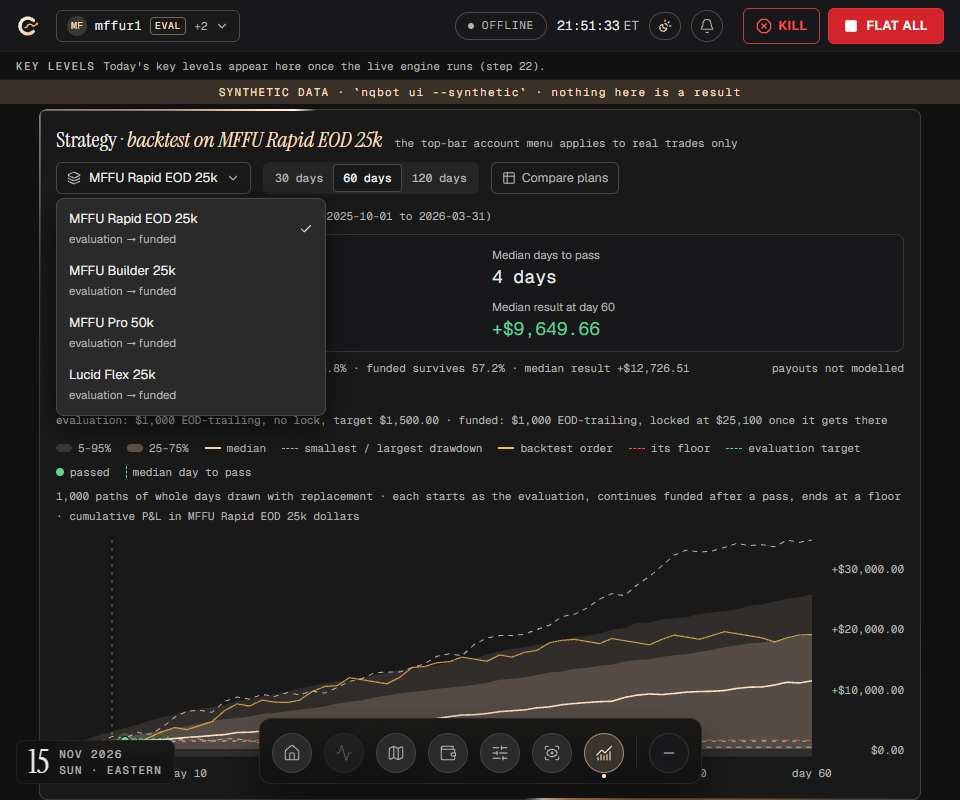 MF mffur1 EVAL +2
OFFLINE 21:51:33 ET KILL FLAT ALL
KEY LEVELS Today's key levels appear here once the live engine runs (step 22).
SYNTHETIC DATA · `nqbot ui --synthetic` · nothing here is a result
Strategy · backtest on MFFU Rapid EOD 25k the top-bar account menu applies to real trades only
MFFU Rapid EOD 25k 30 days 60 days 120 days Compare plans
MFFU Rapid EOD 25k
evaluation → funded
MFFU Builder 25k
evaluation → funded
MFFU Pro 50k
evaluation → funded
Lucid Flex 25k
evaluation → funded
2025-10-01 to 2026-03-31)
Median days to pass
4 days
Median result at day 60
+$9,649.66
.8% · funded survives 57.2% · median result +$12,726.51 payouts not modelled
evaluation: $1,000 EOD-trailing, no lock, target $1,500.00 · funded: $1,000 EOD-trailing, locked at $25,100 once it gets there
5-95% 25-75% median smallest / largest drawdown backtest order its floor evaluation target
passed median day to pass
1,000 paths of whole days drawn with replacement · each starts as the evaluation, continues funded after a pass, ends at a floor
· cumulative P&L in MFFU Rapid EOD 25k dollars
+$30,000.00
+$20,000.00
+$10,000.00
$0.00
ay 10 0 day 60
15 NOV 2026
SUN · EASTERN